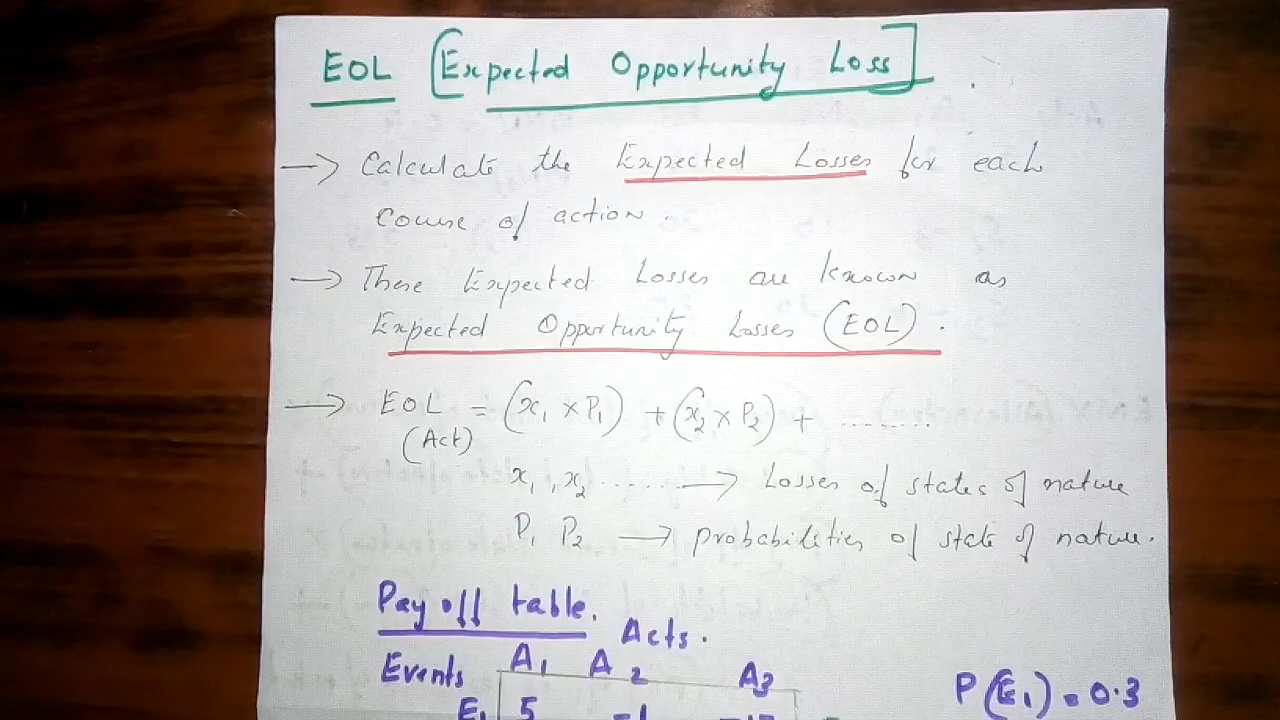 EOL [Expected Opportunity Loss]
→ Calculate the Expected Losses for each
course of action.
→ These Expected Losses are known as
Expected Opportunity Losses (EOL).
→ EOL = (x₁ × P₁) + (x₂ × P₂) + ........
(Act)
x₁, x₂ ......→ Losses of states of nature
P₁ P₂ → probabilities of state of nature.
Pay off table.
Acts.
Events A₁ A₂ A₃
P(E₁) = 0.3
E₁ 5 -1